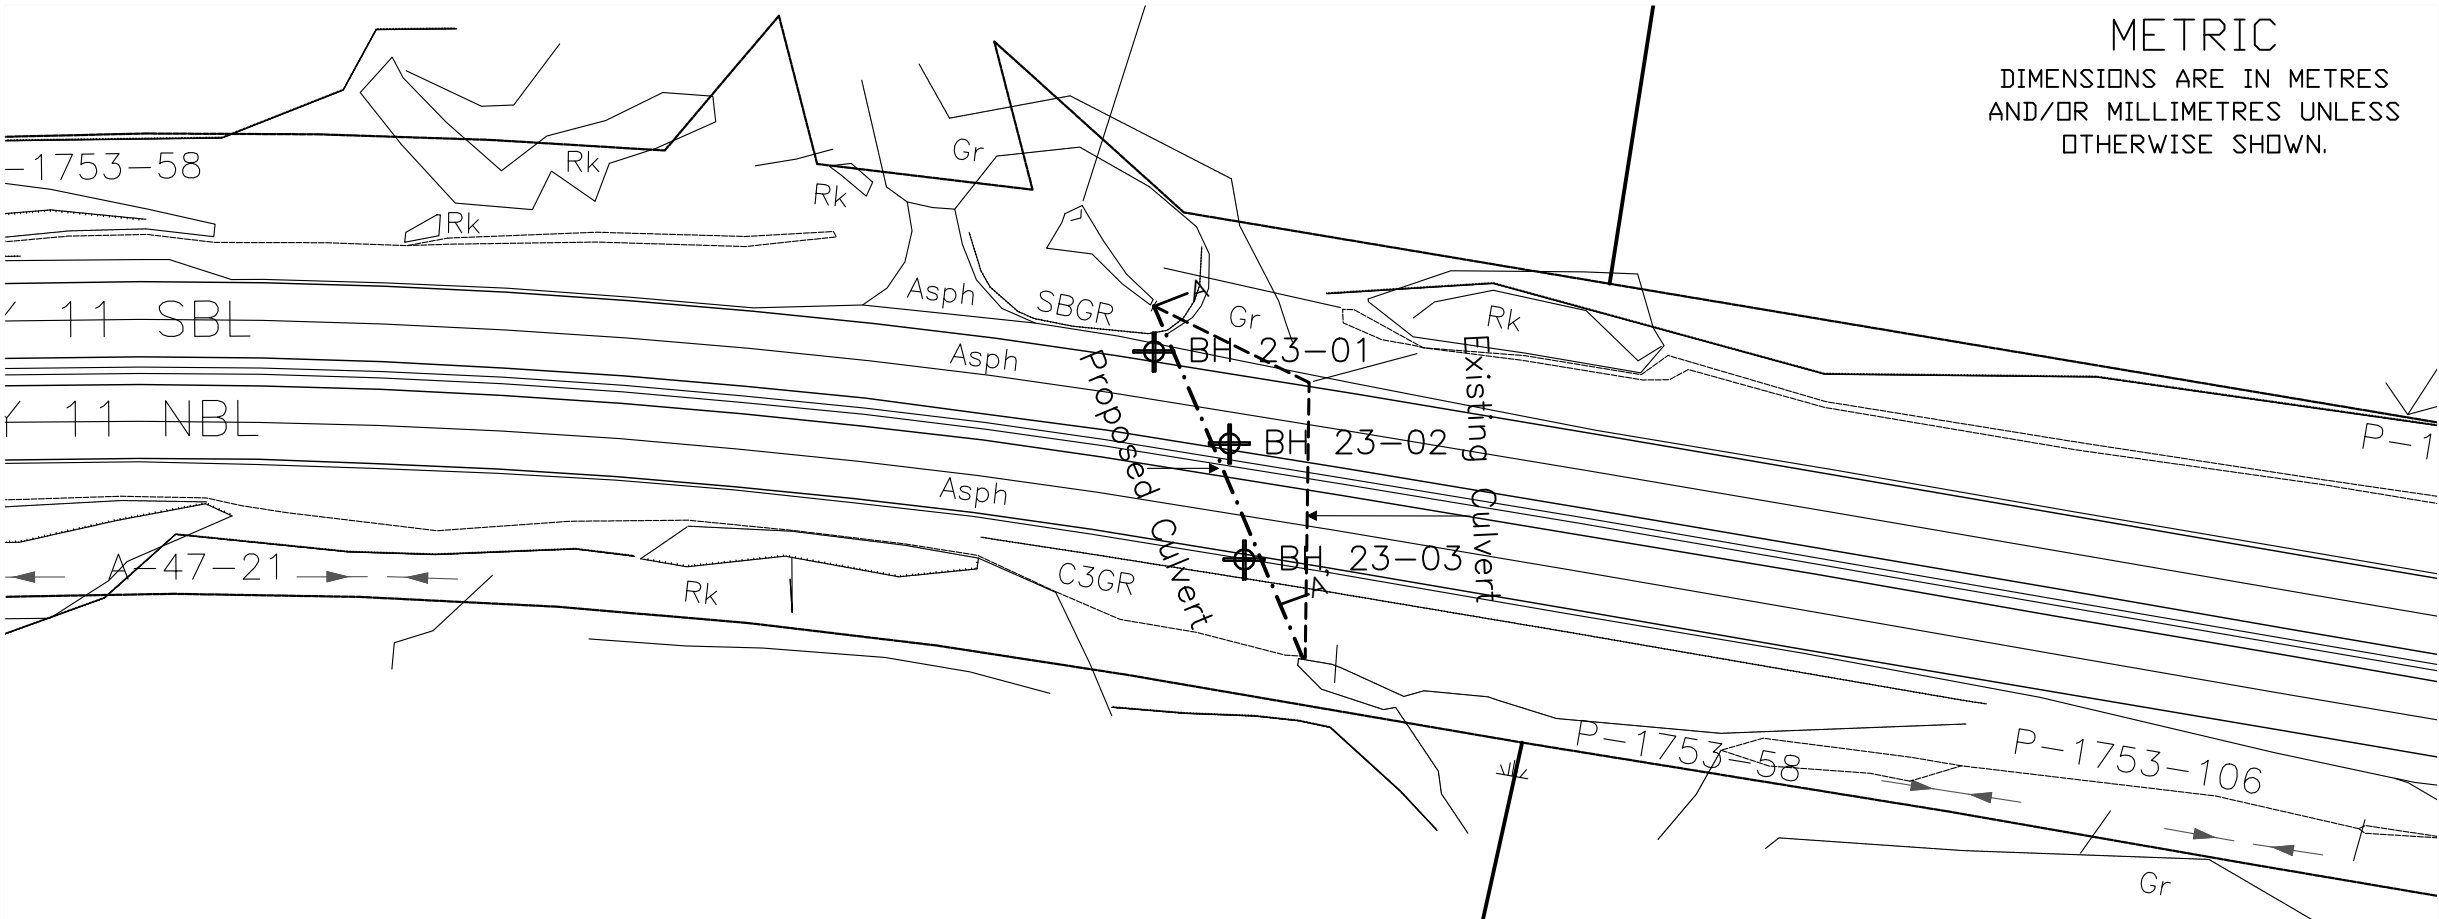 METRIC
DIMENSIONS ARE IN METRES
AND/OR MILLIMETRES UNLESS
OTHERWISE SHOWN.
-1753-58
Rk
Rk
Rk
Gr
Asph
SBGR
A
Gr
Rk
Y 11 SBL
Asph
BH 23-01
Proposed Culvert
Existing Culvert
Y 11 NBL
BH 23-02
P-1
Asph
A-47-21
Rk
C3GR
BH 23-03
A
P-1753-58
P-1753-106
Gr